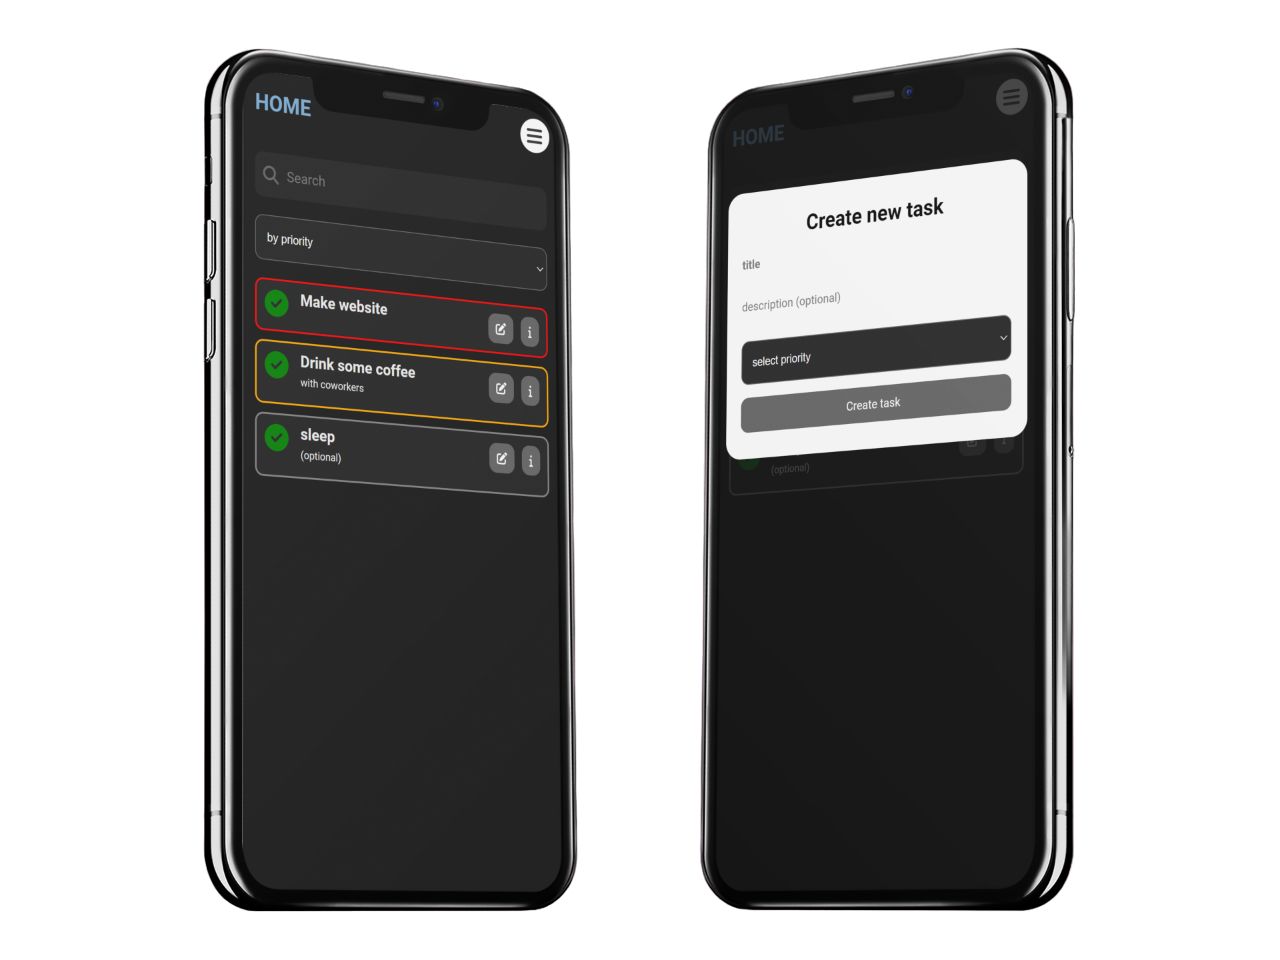 HOME
Search
by priority
Make website
Drink some coffee
with coworkers
sleep
(optional)
HOME
Create new task
title
description (optional)
select priority
Create task
(optional)